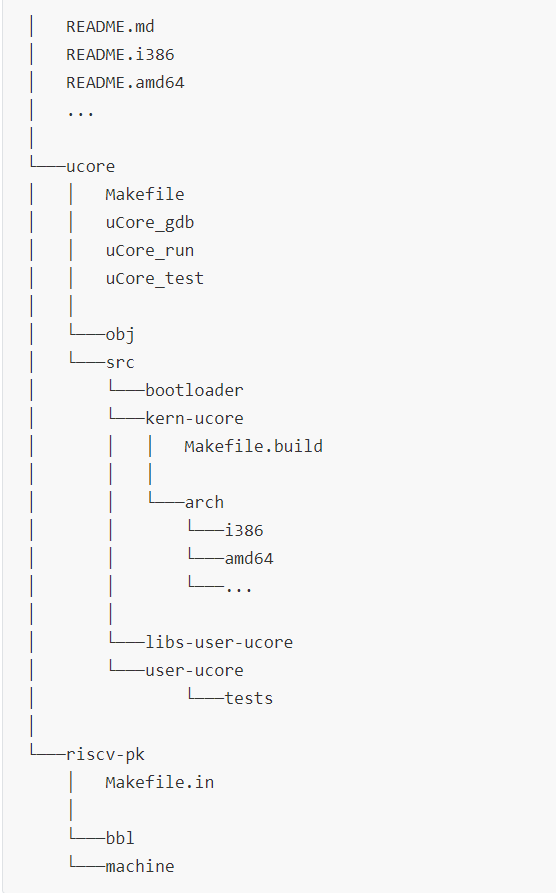 │   README.md
│   README.i386
│   README.amd64
│   ...
│
└───ucore
│   │   Makefile
│   │   uCore_gdb
│   │   uCore_run
│   │   uCore_test
│   │
│   └───obj
│   └───src
│       └───bootloader
│       └───kern-ucore
│       │   │   Makefile.build
│       │   │
│       │   └───arch
│       │       └───i386
│       │       └───amd64
│       │       └───...
│       │
│       └───libs-user-ucore
│       └───user-ucore
│               └───tests
│
└───riscv-pk
    │   Makefile.in
    │
    └───bbl
    └───machine